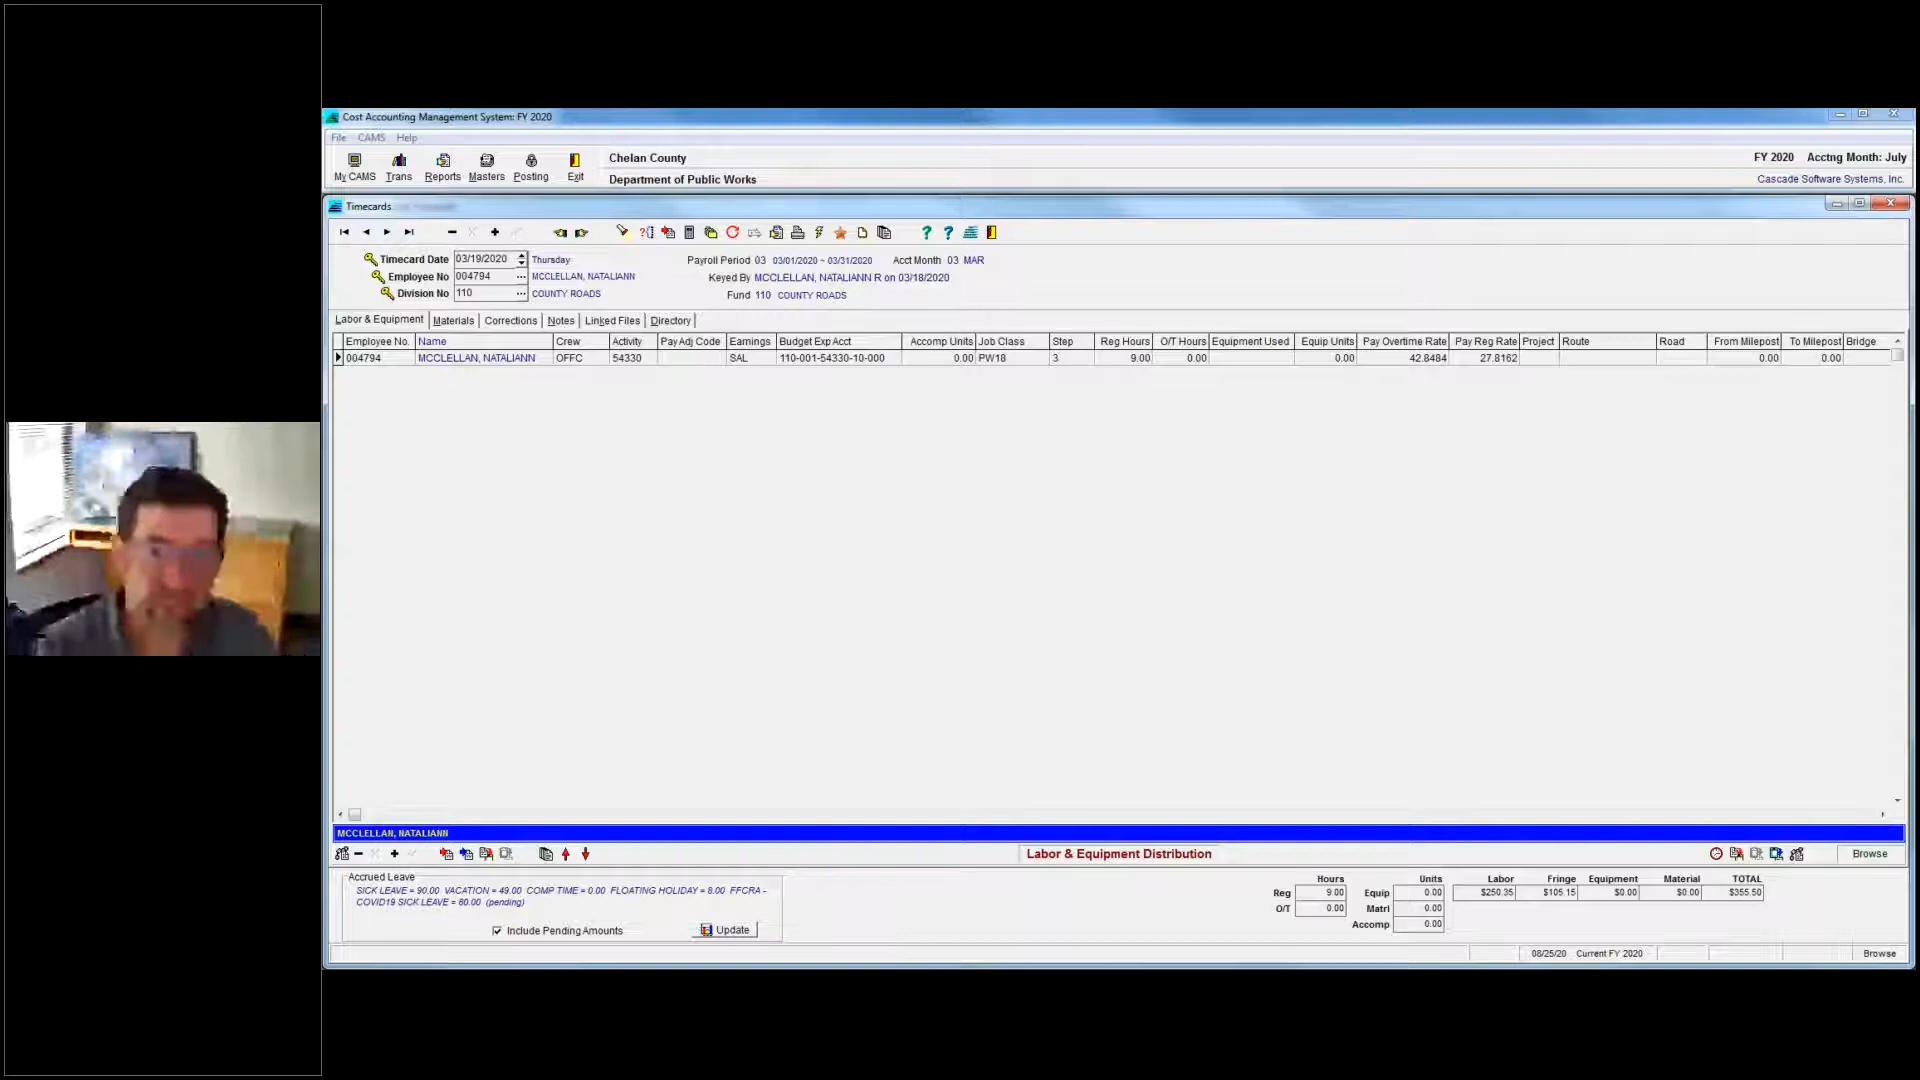 Cost Accounting Management System: FY 2020
File CAMS Help
My CAMS Trans Reports Masters Posting Exit
Chelan County
Department of Public Works
FY 2020 Acctng Month: July
Cascade Software Systems, Inc.
Timecards
Timecard Date 03/19/2020 Thursday
Employee No 004794 ... MCCLELLAN, NATALIANN
Division No 110 ... COUNTY ROADS
Payroll Period 03 03/01/2020 ~ 03/31/2020 Acct Month 03 MAR
Keyed By MCCLELLAN, NATALIANN R on 03/18/2020
Fund 110 COUNTY ROADS
Labor & Equipment Materials Corrections Notes Linked Files Directory
Employee No. Name Crew Activity Pay Adj Code Earnings Budget Exp Acct Accomp Units Job Class Step Reg Hours O/T Hours Equipment Used Equip Units Pay Overtime Rate Pay Reg Rate Project Route Road From Milepost To Milepost Bridge
004794 MCCLELLAN, NATALIANN OFFC 54330 SAL 110-001-54330-10-000 0.00 PW18 3 9.00 0.00 0.00 42.8484 27.8162 0.00 0.00
MCCLELLAN, NATALIANN
Labor & Equipment Distribution
Browse
Accrued Leave
SICK LEAVE = 90.00 VACATION = 49.00 COMP TIME = 0.00 FLOATING HOLIDAY = 8.00 FFCRA -
COVID19 SICK LEAVE = 80.00 (pending)
Include Pending Amounts Update
Hours Units Labor Fringe Equipment Material TOTAL
Reg 9.00 Equip 0.00 $250.35 $105.15 $0.00 $0.00 $355.50
O/T 0.00 Matrl 0.00
Accomp 0.00
08/25/20 Current FY 2020 Browse